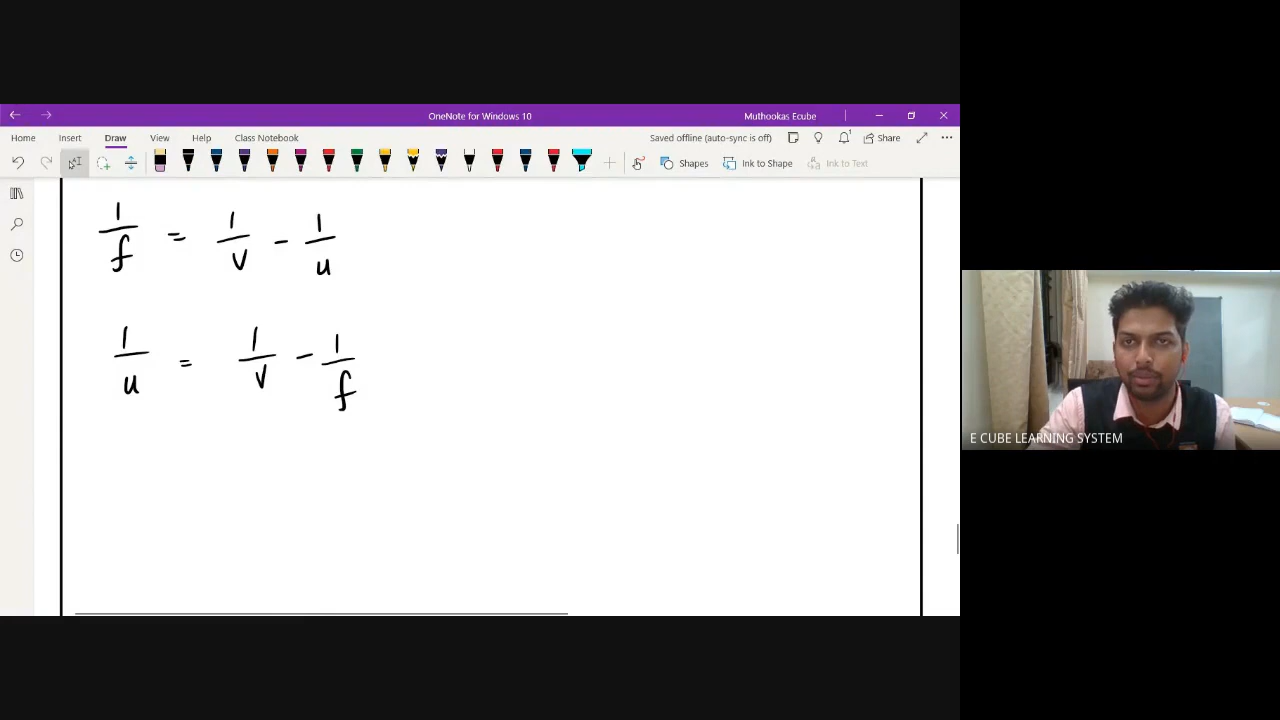 OneNote for Windows 10
Muthookas Ecube
Home Insert Draw View Help Class Notebook
Saved offline (auto-sync is off)
Share
Shapes Ink to Shape Ink to Text
1/f = 1/v - 1/u
1/u = 1/v - 1/f
E CUBE LEARNING SYSTEM